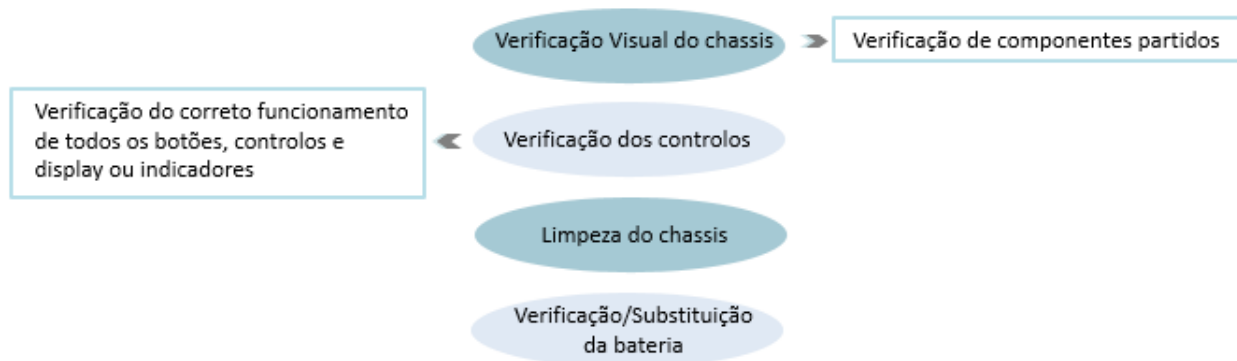 Verificação Visual do chassis
Verificação de componentes partidos
Verificação do correto funcionamento
de todos os botões, controlos e
display ou indicadores
Verificação dos controlos
Limpeza do chassis
Verificação/Substituição
da bateria